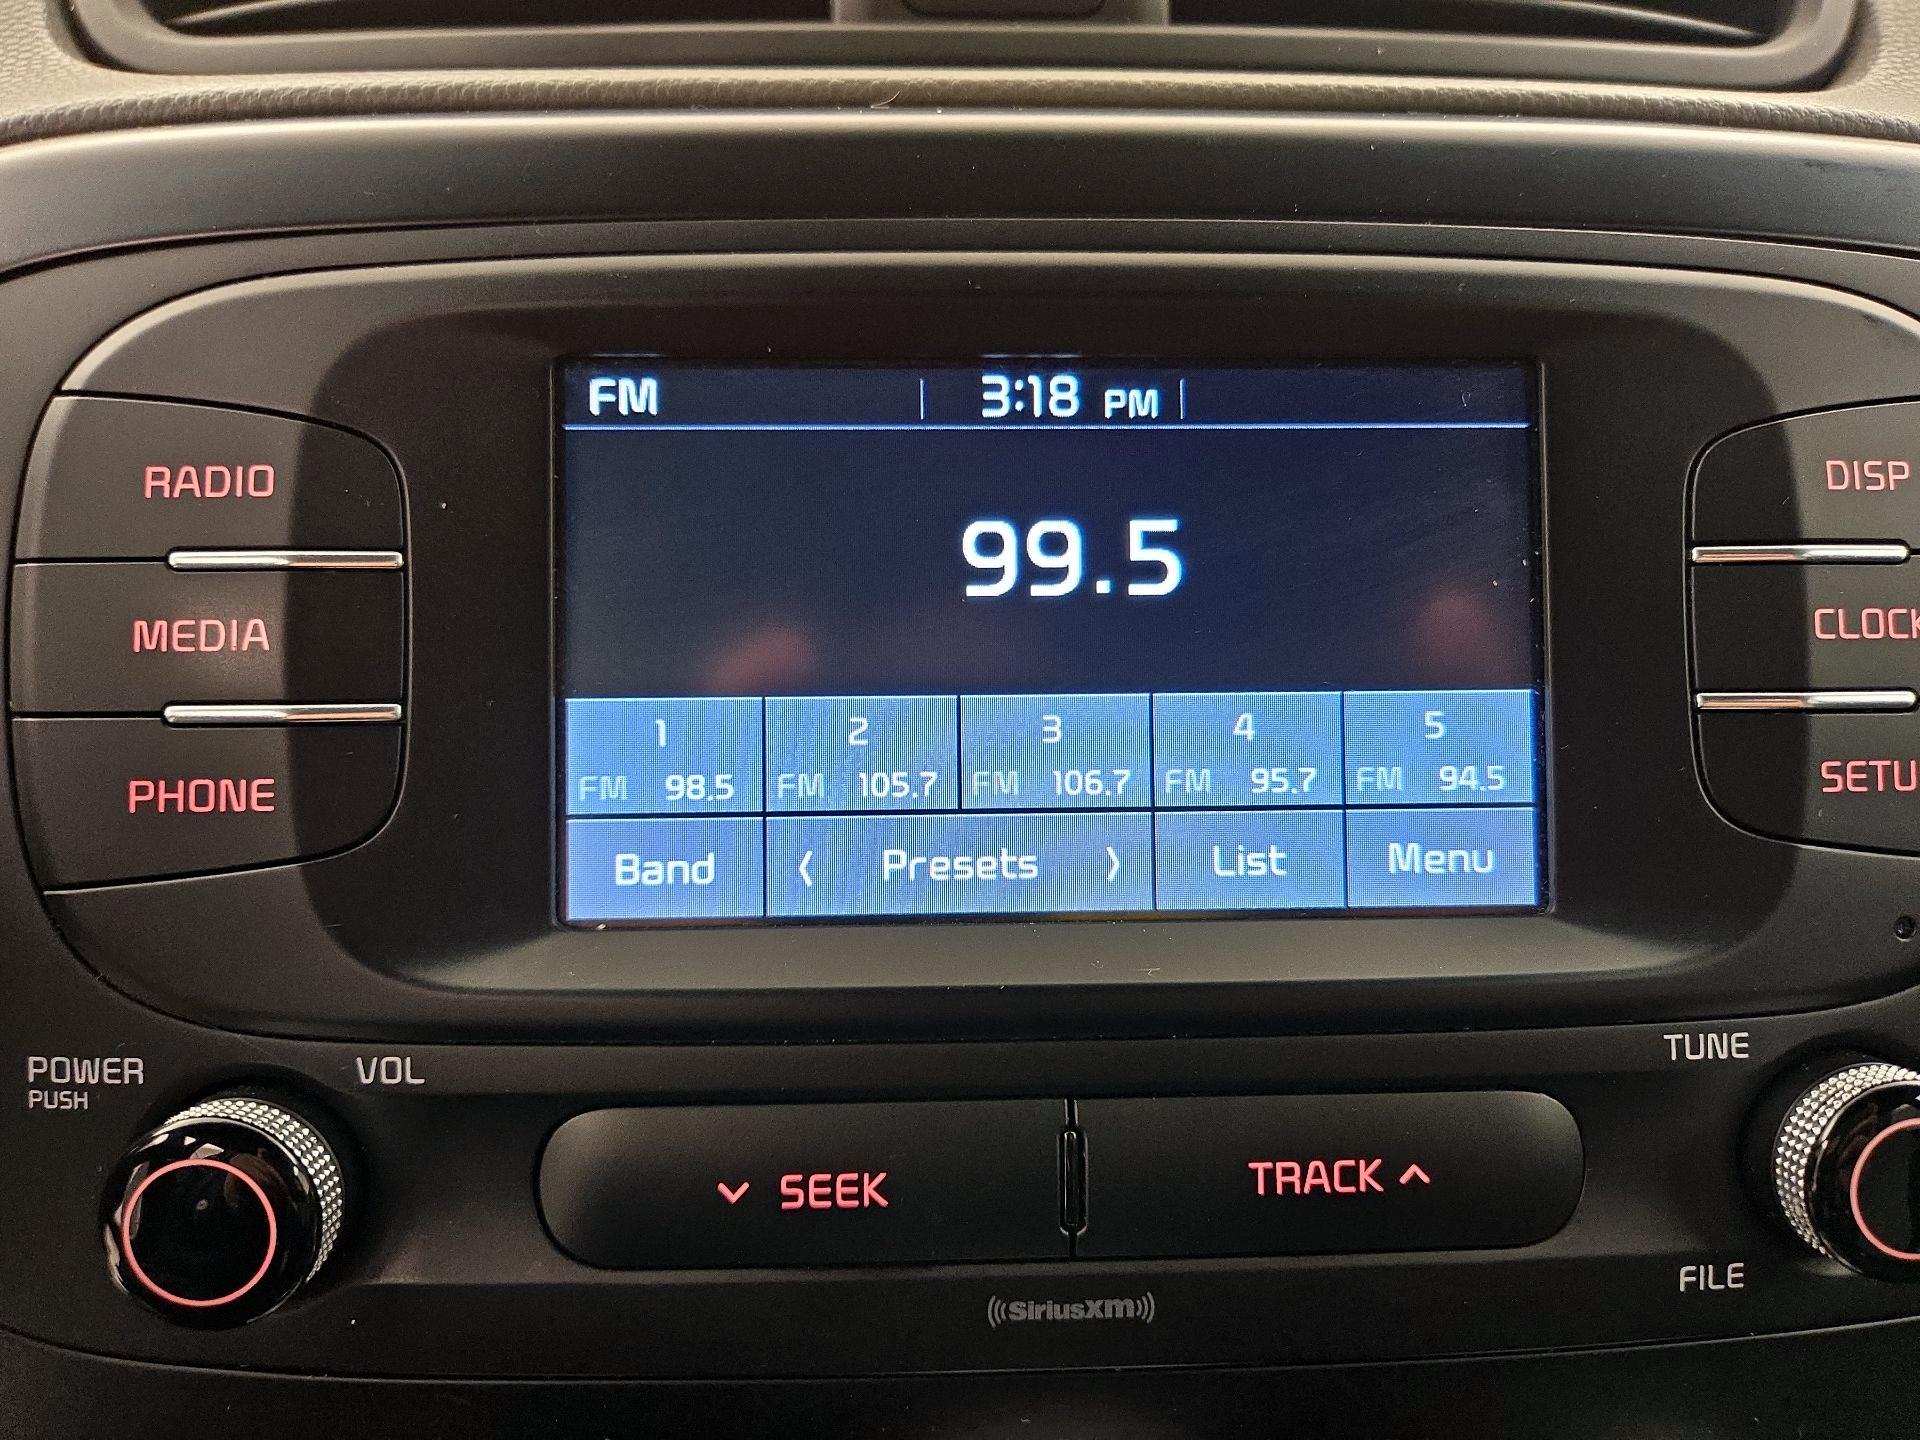 FM 3:18 PM
RADIO
DISP
99.5
MEDIA
CLOCK
1 2 3 4 5
FM 98.5 FM 105.7 FM 106.7 FM 95.7 FM 94.5
PHONE
SETU
Band < Presets > List Menu
POWER
PUSH
VOL
TUNE
SEEK
TRACK
FILE
SiriusXM